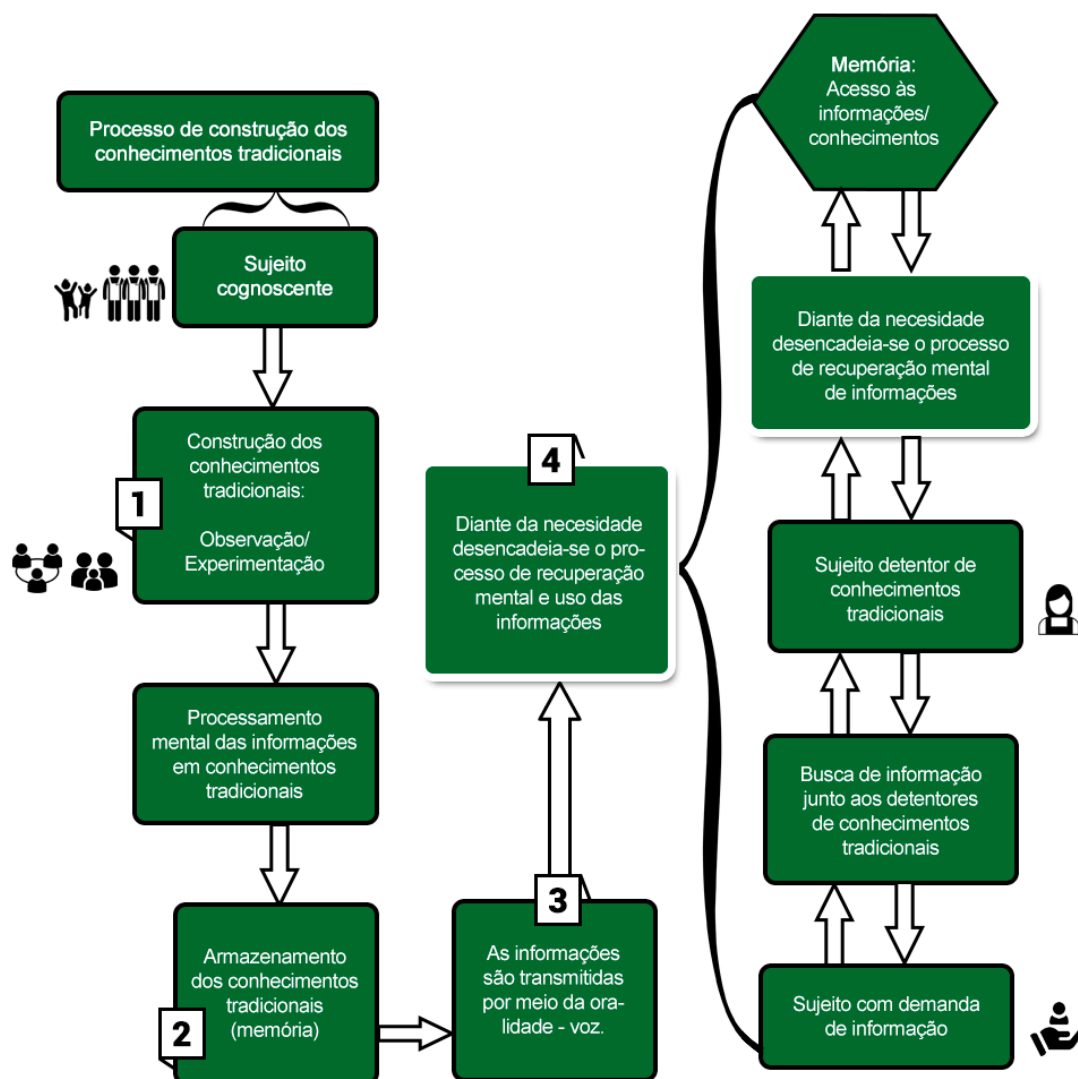 Processo de construção dos
conhecimentos tradicionais
Sujeito
cognoscente
1
Construção dos
conhecimentos
tradicionais:
Observação/
Experimentação
Processamento
mental das informações
em conhecimentos
tradicionais
2
Armazenamento
dos conhecimentos
tradicionais
(memória)
3
As informações
são transmitidas
por meio da ora-
lidade - voz.
4
Diante da necesidade
desencadeia-se o pro-
cesso de recuperação
mental e uso das
informações
Memória:
Acesso às
informações/
conhecimentos
Diante da necesidade
desencadeia-se o processo
de recuperação mental
de informações
Sujeito detentor de
conhecimentos
tradicionais
Busca de informação
junto aos detentores
de conhecimentos
tradicionais
Sujeito com demanda
de informação